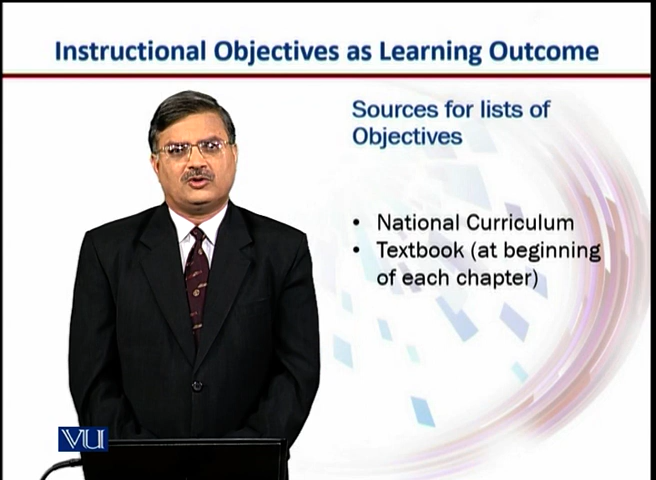 Instructional Objectives as Learning Outcome
Sources for lists of
Objectives
• National Curriculum
• Textbook (at beginning
of each chapter)
VU